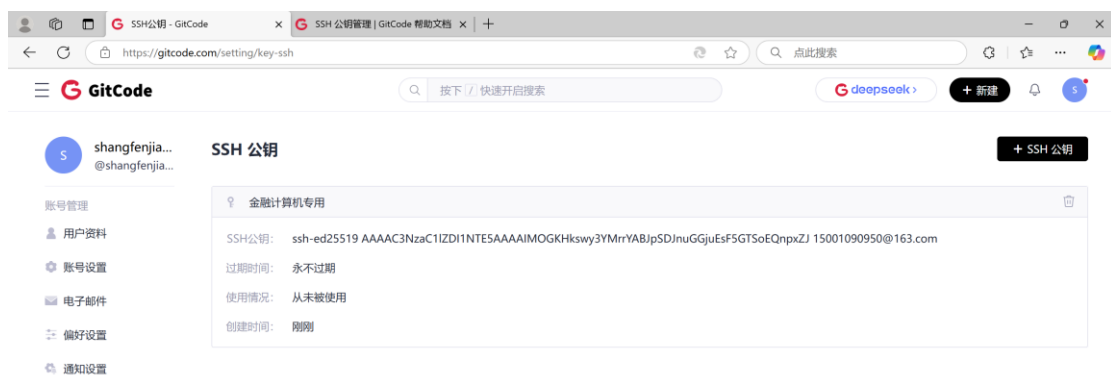 SSH公钥 - GitCode
SSH 公钥管理 | GitCode 帮助文档
https://gitcode.com/setting/key-ssh
点此搜索
GitCode
按下 / 快速开启搜索
deepseek
+ 新建
S
S
shangfenjia...
@shangfenjia...
SSH 公钥
+ SSH 公钥
账号管理
用户资料
账号设置
电子邮件
偏好设置
通知设置
金融计算机专用
SSH公钥: ssh-ed25519 AAAAC3NzaC1lZDI1NTE5AAAAIMOGKHkswy3YMrrYABJpSDJnuGGjuEsF5GTSoEQnpxZJ 15001090950@163.com
过期时间: 永不过期
使用情况: 从未被使用
创建时间: 刚刚